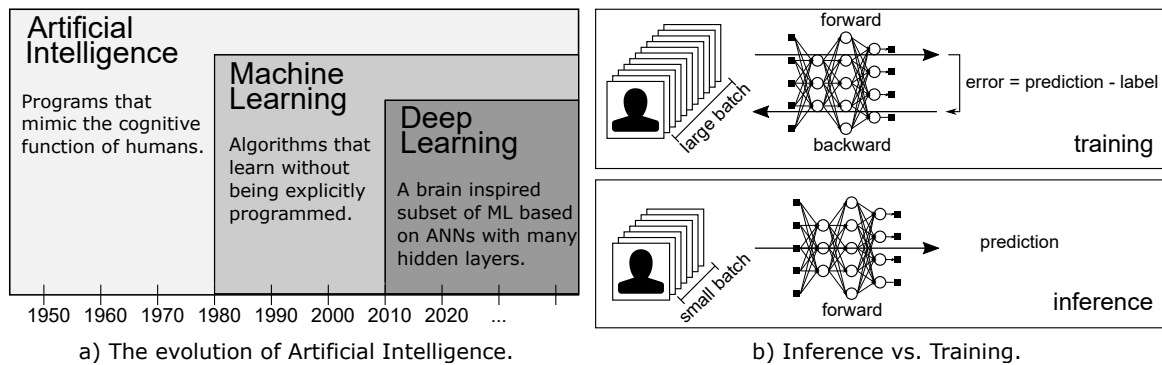 Artificial
Intelligence
Programs that
mimic the cognitive
function of humans.
Machine
Learning
Algorithms that
learn without
being explicitly
programmed.
Deep
Learning
A brain inspired
subset of ML based
on ANNs with many
hidden layers.
1950 1960 1970 1980 1990 2000 2010 2020 ...
a) The evolution of Artificial Intelligence.
large batch
forward
backward
error = prediction - label
training
small batch
forward
prediction
inference
b) Inference vs. Training.